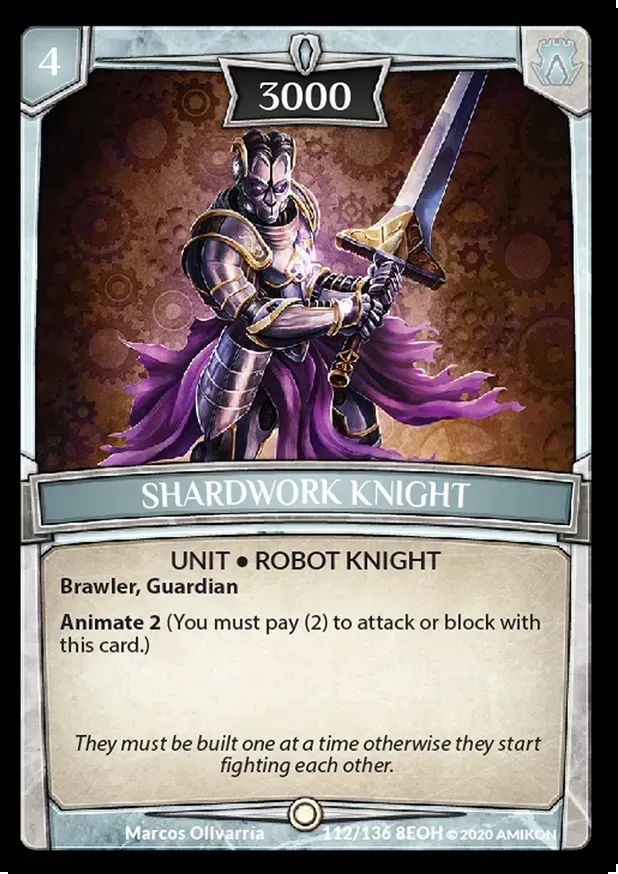 4
3000
SHARDWORK KNIGHT
UNIT • ROBOT KNIGHT
Brawler, Guardian
Animate 2 (You must pay (2) to attack or block with
this card.)
They must be built one at a time otherwise they start
fighting each other.
Marcos Ollvarria 112/136 8EOH © 2020 AMIKON